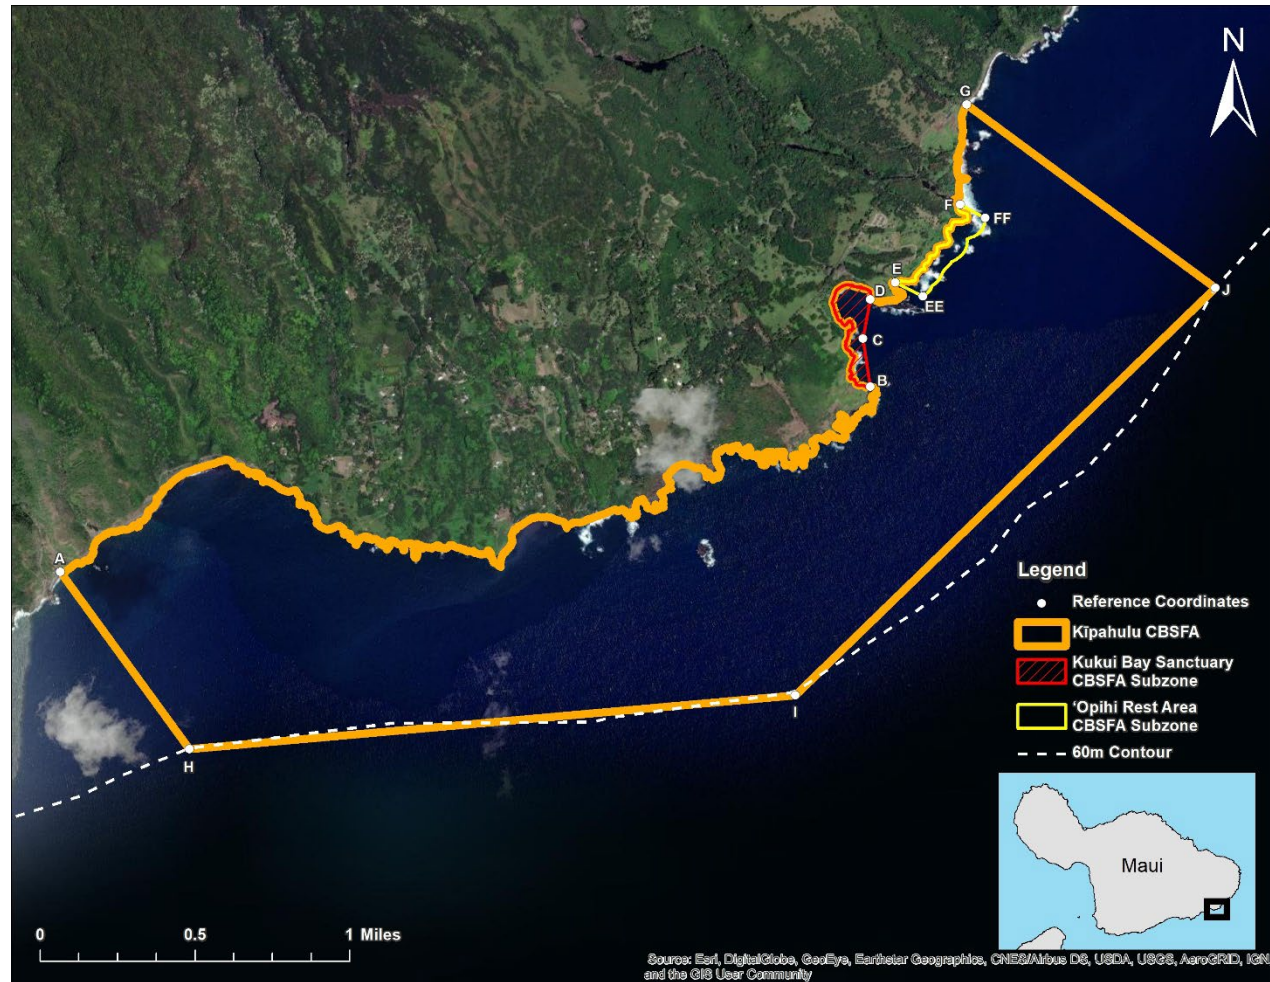 N
G
F
FF
E
D
EE
J
C
B
A
Legend
Reference Coordinates
Kīpahulu CBSFA
Kukui Bay Sanctuary
CBSFA Subzone
ʻOpihi Rest Area
CBSFA Subzone
60m Contour
I
H
Maui
0 0.5 1 Miles
Source: Esri, DigitalGlobe, GeoEye, Earthstar Geographics, CNES/Airbus DS, USDA, USGS, AeroGRID, IGN
and the GIS User Community